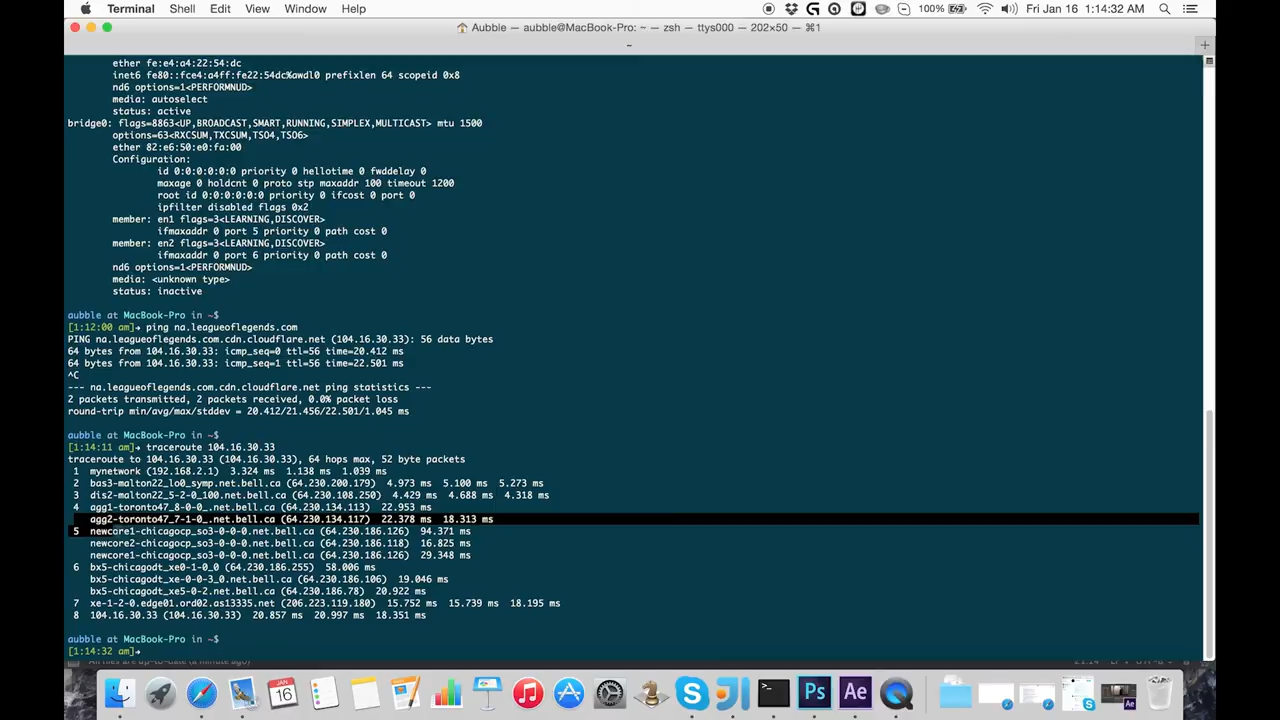 Terminal Shell Edit View Window Help 100% Fri Jan 16 1:14:32 AM
Aubble — aubble@MacBook-Pro: ~ — zsh — ttys000 — 202×50 — ⌘1
~
ether fe:e4:a4:22:54:dc
inet6 fe80::fce4:a4ff:fe22:54dc%awdl0 prefixlen 64 scopeid 0x8
nd6 options=1<PERFORMNUD>
media: autoselect
status: active
bridge0: flags=8863<UP,BROADCAST,SMART,RUNNING,SIMPLEX,MULTICAST> mtu 1500
options=63<RXCSUM,TXCSUM,TSO4,TSO6>
ether 82:e6:50:e0:fa:00
Configuration:
id 0:0:0:0:0:0 priority 0 hellotime 0 fwddelay 0
maxage 0 holdcnt 0 proto stp maxaddr 100 timeout 1200
root id 0:0:0:0:0:0 priority 0 ifcost 0 port 0
ipfilter disabled flags 0x2
member: en1 flags=3<LEARNING,DISCOVER>
ifmaxaddr 0 port 5 priority 0 path cost 0
member: en2 flags=3<LEARNING,DISCOVER>
ifmaxaddr 0 port 6 priority 0 path cost 0
nd6 options=1<PERFORMNUD>
media: <unknown type>
status: inactive
aubble at MacBook-Pro in ~$
[1:12:00 am]→ ping na.leagueoflegends.com
PING na.leagueoflegends.com.cdn.cloudflare.net (104.16.30.33): 56 data bytes
64 bytes from 104.16.30.33: icmp_seq=0 ttl=56 time=20.412 ms
64 bytes from 104.16.30.33: icmp_seq=1 ttl=56 time=22.501 ms
^C
--- na.leagueoflegends.com.cdn.cloudflare.net ping statistics ---
2 packets transmitted, 2 packets received, 0.0% packet loss
round-trip min/avg/max/stddev = 20.412/21.456/22.501/1.045 ms
aubble at MacBook-Pro in ~$
[1:14:11 am]→ traceroute 104.16.30.33
traceroute to 104.16.30.33 (104.16.30.33), 64 hops max, 52 byte packets
1 mynetwork (192.168.2.1) 3.324 ms 1.138 ms 1.039 ms
2 bas3-malton22_lo0_symp.net.bell.ca (64.230.200.179) 4.973 ms 5.100 ms 5.273 ms
3 dis2-malton22_5-2-0_100.net.bell.ca (64.230.108.250) 4.429 ms 4.688 ms 4.318 ms
4 agg1-toronto47_8-0-0_.net.bell.ca (64.230.134.113) 22.953 ms
agg2-toronto47_7-1-0_.net.bell.ca (64.230.134.117) 22.378 ms 18.313 ms
5 newcore1-chicagocp_so3-0-0-0.net.bell.ca (64.230.186.126) 94.371 ms
newcore2-chicagocp_so3-0-0-0.net.bell.ca (64.230.186.118) 16.825 ms
newcore1-chicagocp_so3-0-0-0.net.bell.ca (64.230.186.126) 29.348 ms
6 bx5-chicagodt_xe0-1-0_0 (64.230.186.255) 58.006 ms
bx5-chicagodt_xe-0-0-3_0.net.bell.ca (64.230.186.106) 19.046 ms
bx5-chicagodt_xe5-0-2.net.bell.ca (64.230.186.78) 20.922 ms
7 xe-1-2-0.edge01.ord02.as13335.net (206.223.119.180) 15.752 ms 15.739 ms 18.195 ms
8 104.16.30.33 (104.16.30.33) 20.857 ms 20.997 ms 18.351 ms
aubble at MacBook-Pro in ~$
[1:14:32 am]→
All files are up-to-date (a minute ago)
JAN
16
Ps
Ae